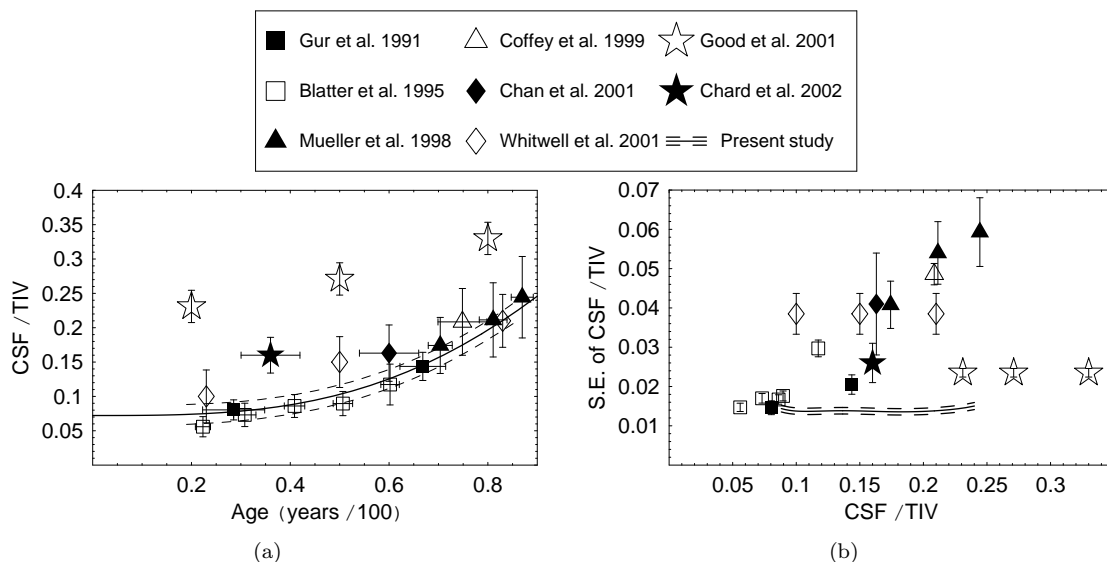 Gur et al. 1991 Coffey et al. 1999 Good et al. 2001
Blatter et al. 1995 Chan et al. 2001 Chard et al. 2002
Mueller et al. 1998 Whitwell et al. 2001 Present study
0.4
0.35
0.3
0.25
0.2
0.15
0.1
0.05
CSF /TIV
0.2 0.4 0.6 0.8
Age (years /100)
(a)
0.07
0.06
0.05
0.04
0.03
0.02
0.01
S.E. of CSF /TIV
0.05 0.1 0.15 0.2 0.25 0.3
CSF /TIV
(b)